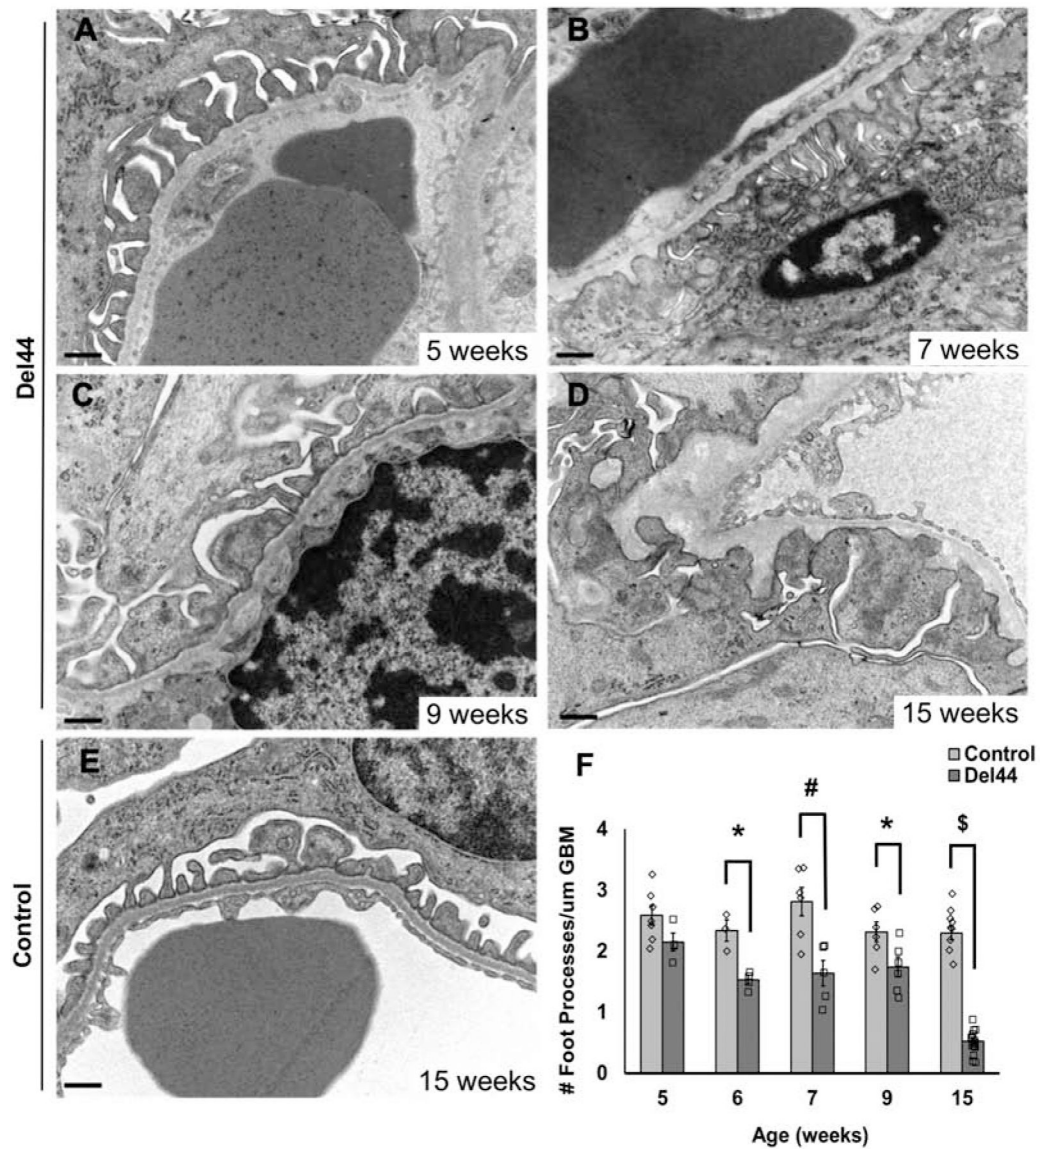 Del44
A
5 weeks
B
7 weeks
C
9 weeks
D
15 weeks
Control
E
15 weeks
F
Control
Del44
# Foot Processes/um GBM
4
3
2
1
0
*
#
*
$
5 6 7 9 15
Age (weeks)